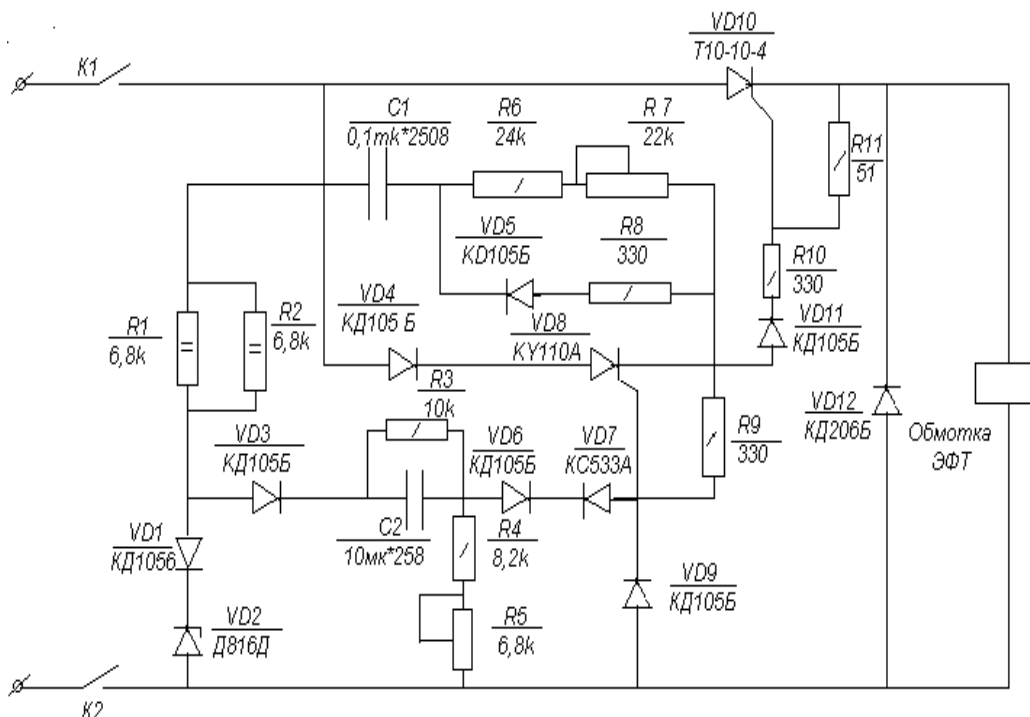 VD10
T10-10-4
K1
C1
0,1mk*2508
R6
24k
R 7
22k
R11
51
VD5
KD105Б
R8
330
R10
330
VD4
КД105 Б
VD8
KY110A
VD11
КД105Б
R1
6,8k
R2
6,8k
R3
10k
VD3
КД105Б
VD6
КД105Б
VD7
КС533А
R9
330
VD12
КД206Б
Обмотка
ЭФТ
VD1
КД1056
C2
10мк*258
R4
8,2k
VD2
Д816Д
R5
6,8k
VD9
КД105Б
K2